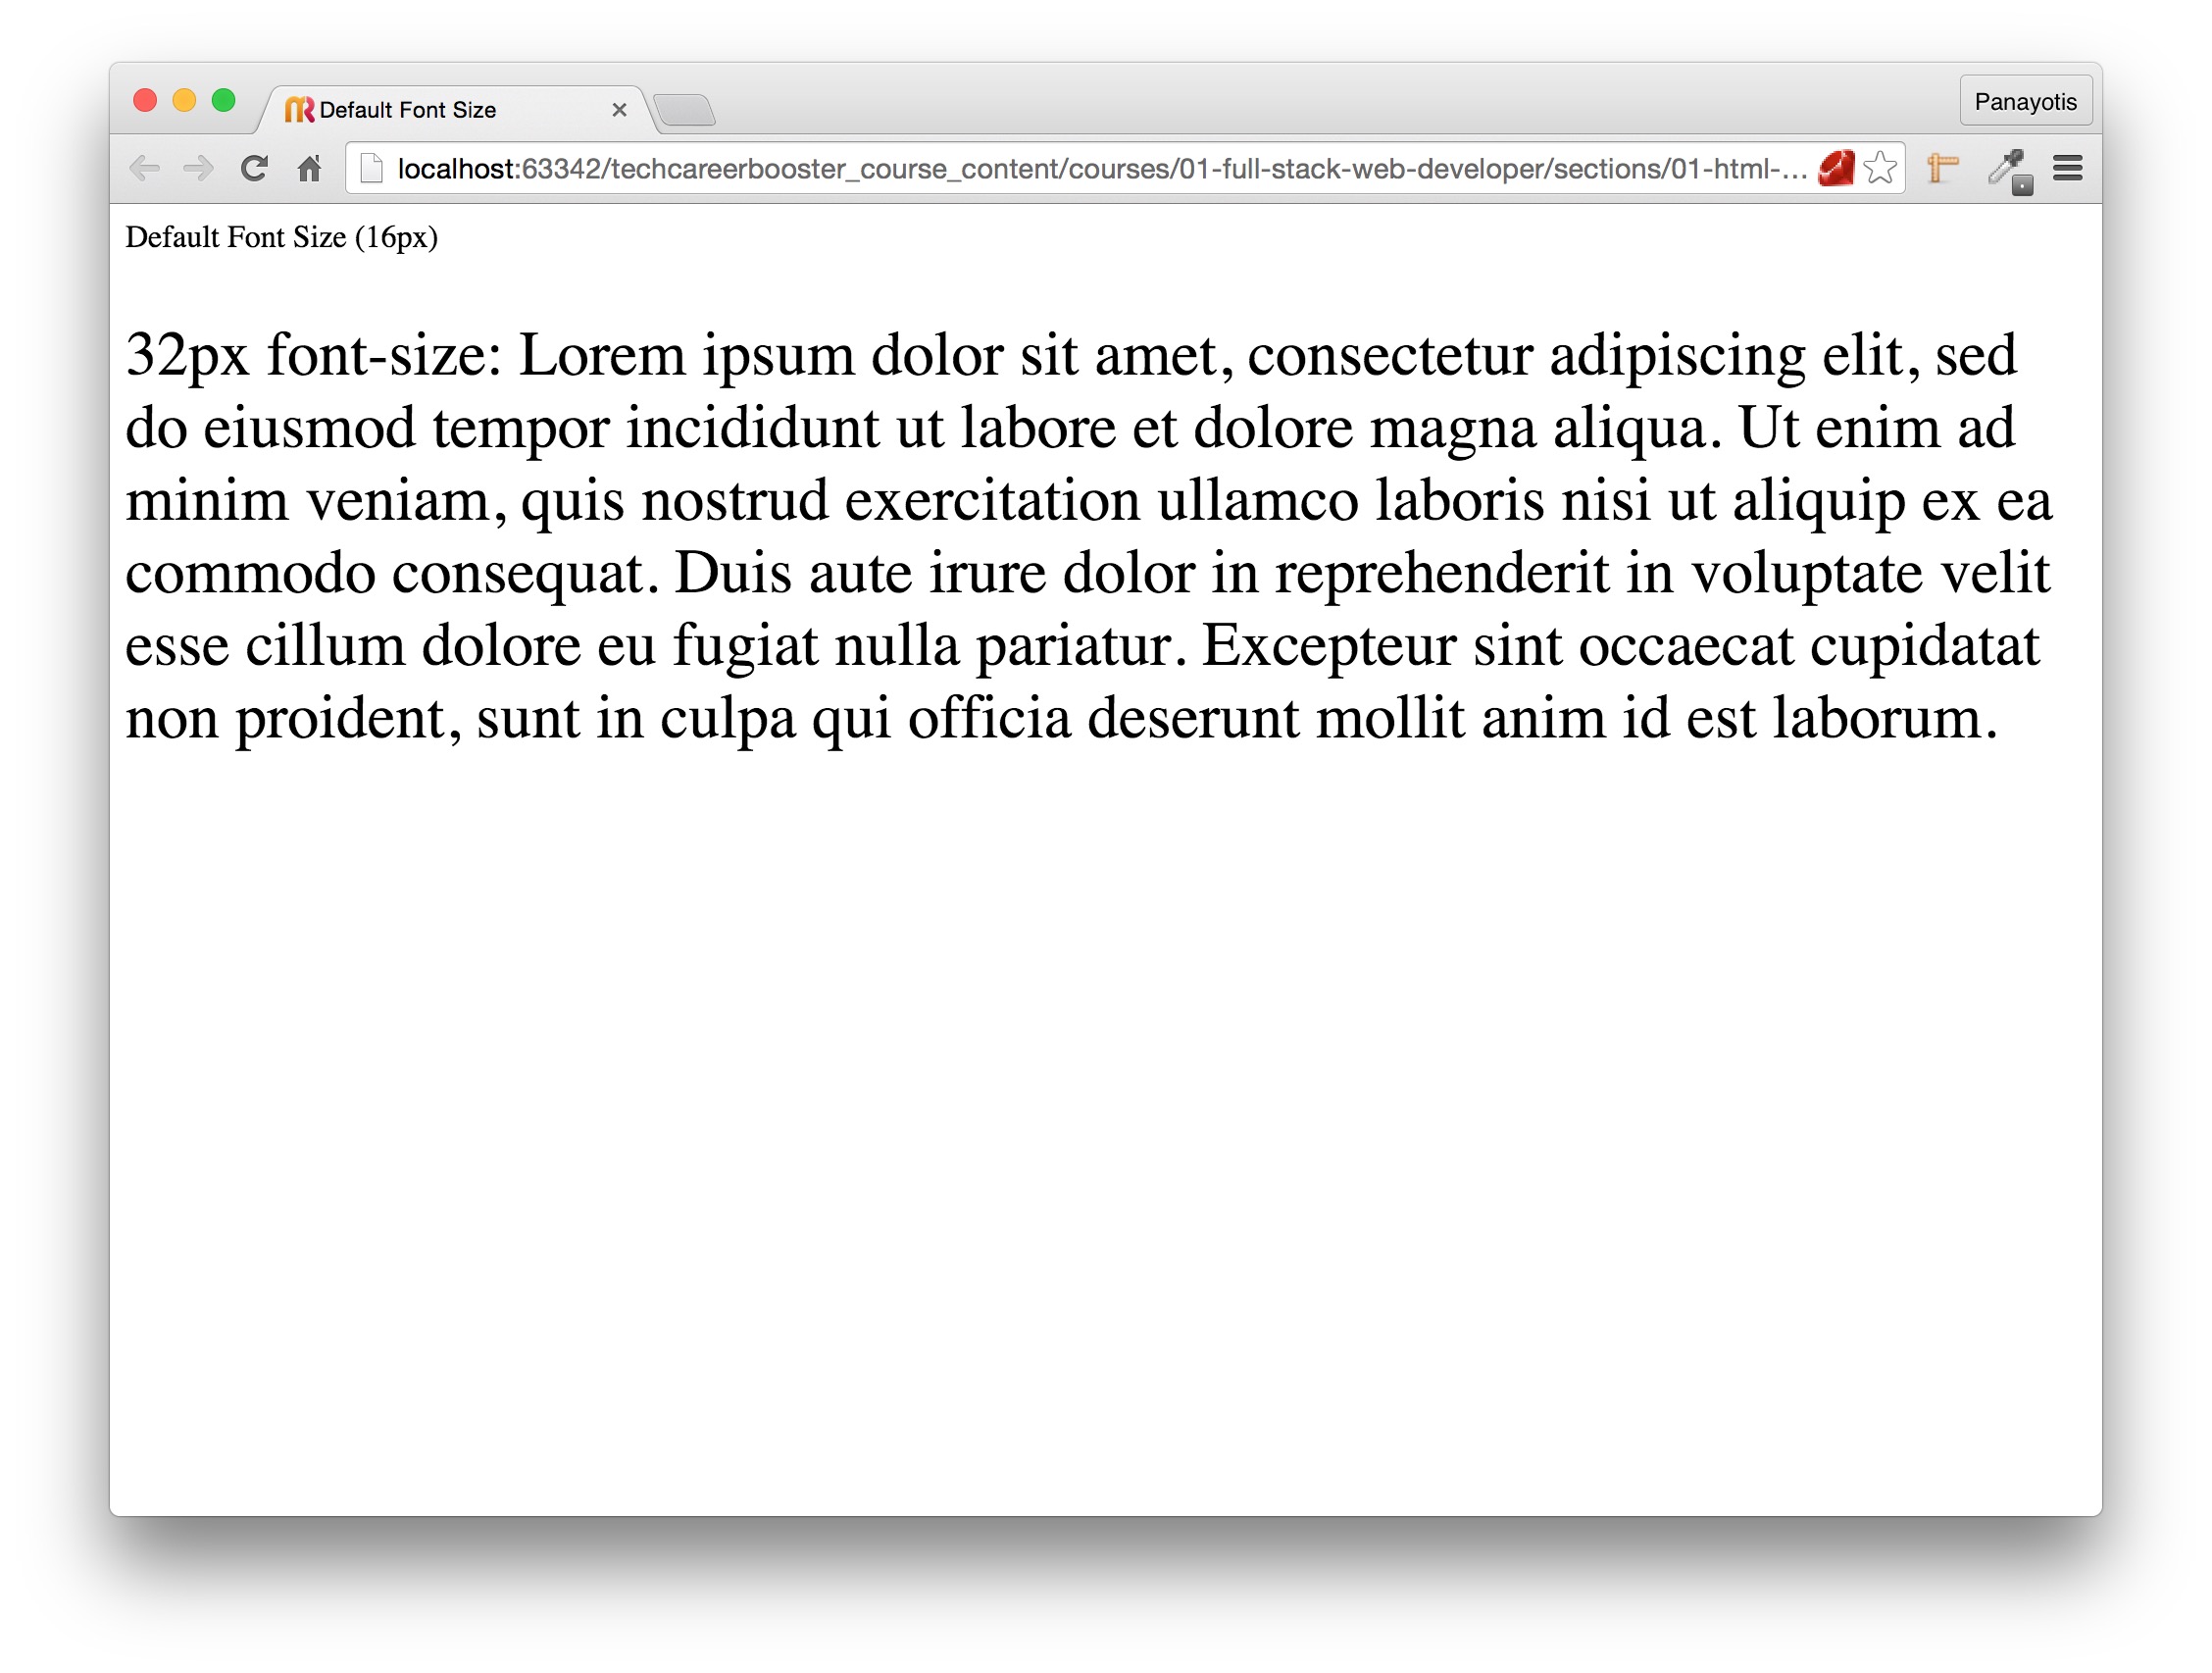 Default Font Size
Panayotis
localhost:63342/techcareerbooster_course_content/courses/01-full-stack-web-developer/sections/01-html-...
Default Font Size (16px)
32px font-size: Lorem ipsum dolor sit amet, consectetur adipiscing elit, sed
do eiusmod tempor incididunt ut labore et dolore magna aliqua. Ut enim ad
minim veniam, quis nostrud exercitation ullamco laboris nisi ut aliquip ex ea
commodo consequat. Duis aute irure dolor in reprehenderit in voluptate velit
esse cillum dolore eu fugiat nulla pariatur. Excepteur sint occaecat cupidatat
non proident, sunt in culpa qui officia deserunt mollit anim id est laborum.